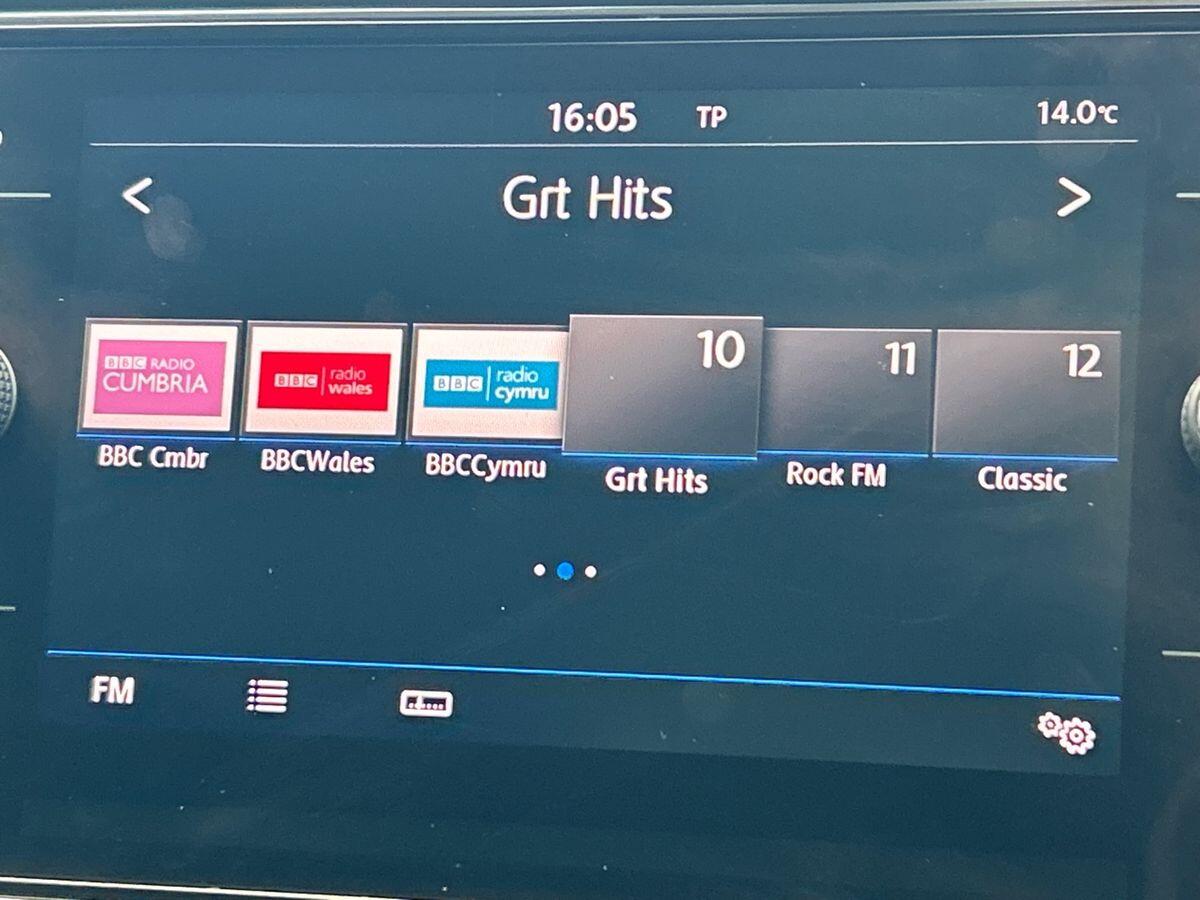 16:05 TP 14.0°C
< Grt Hits >
BBC RADIO
CUMBRIA
BBC radio
wales
BBC radio
cymru
10
11
12
BBC Cmbr
BBCWales
BBCCymru
Grt Hits
Rock FM
Classic
FM